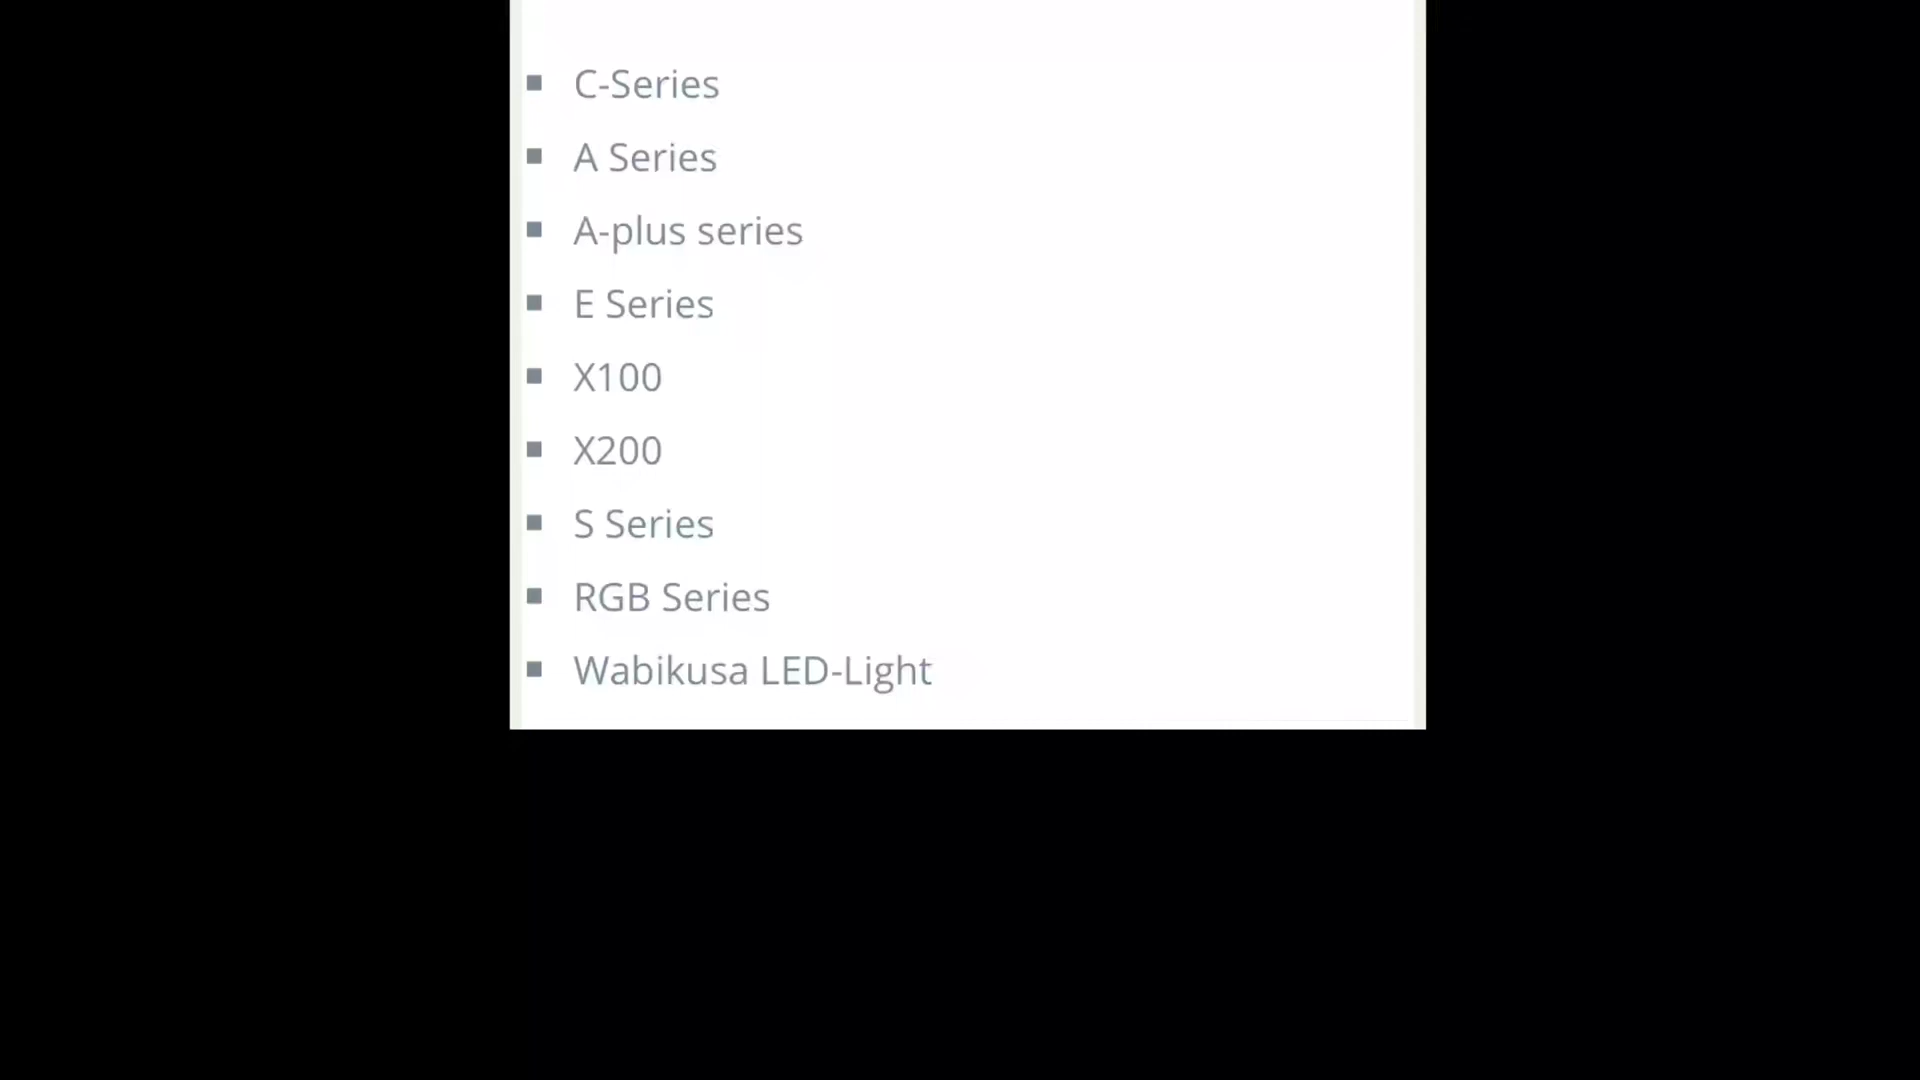 C-Series
A Series
A-plus series
E Series
X100
X200
S Series
RGB Series
Wabikusa LED-Light